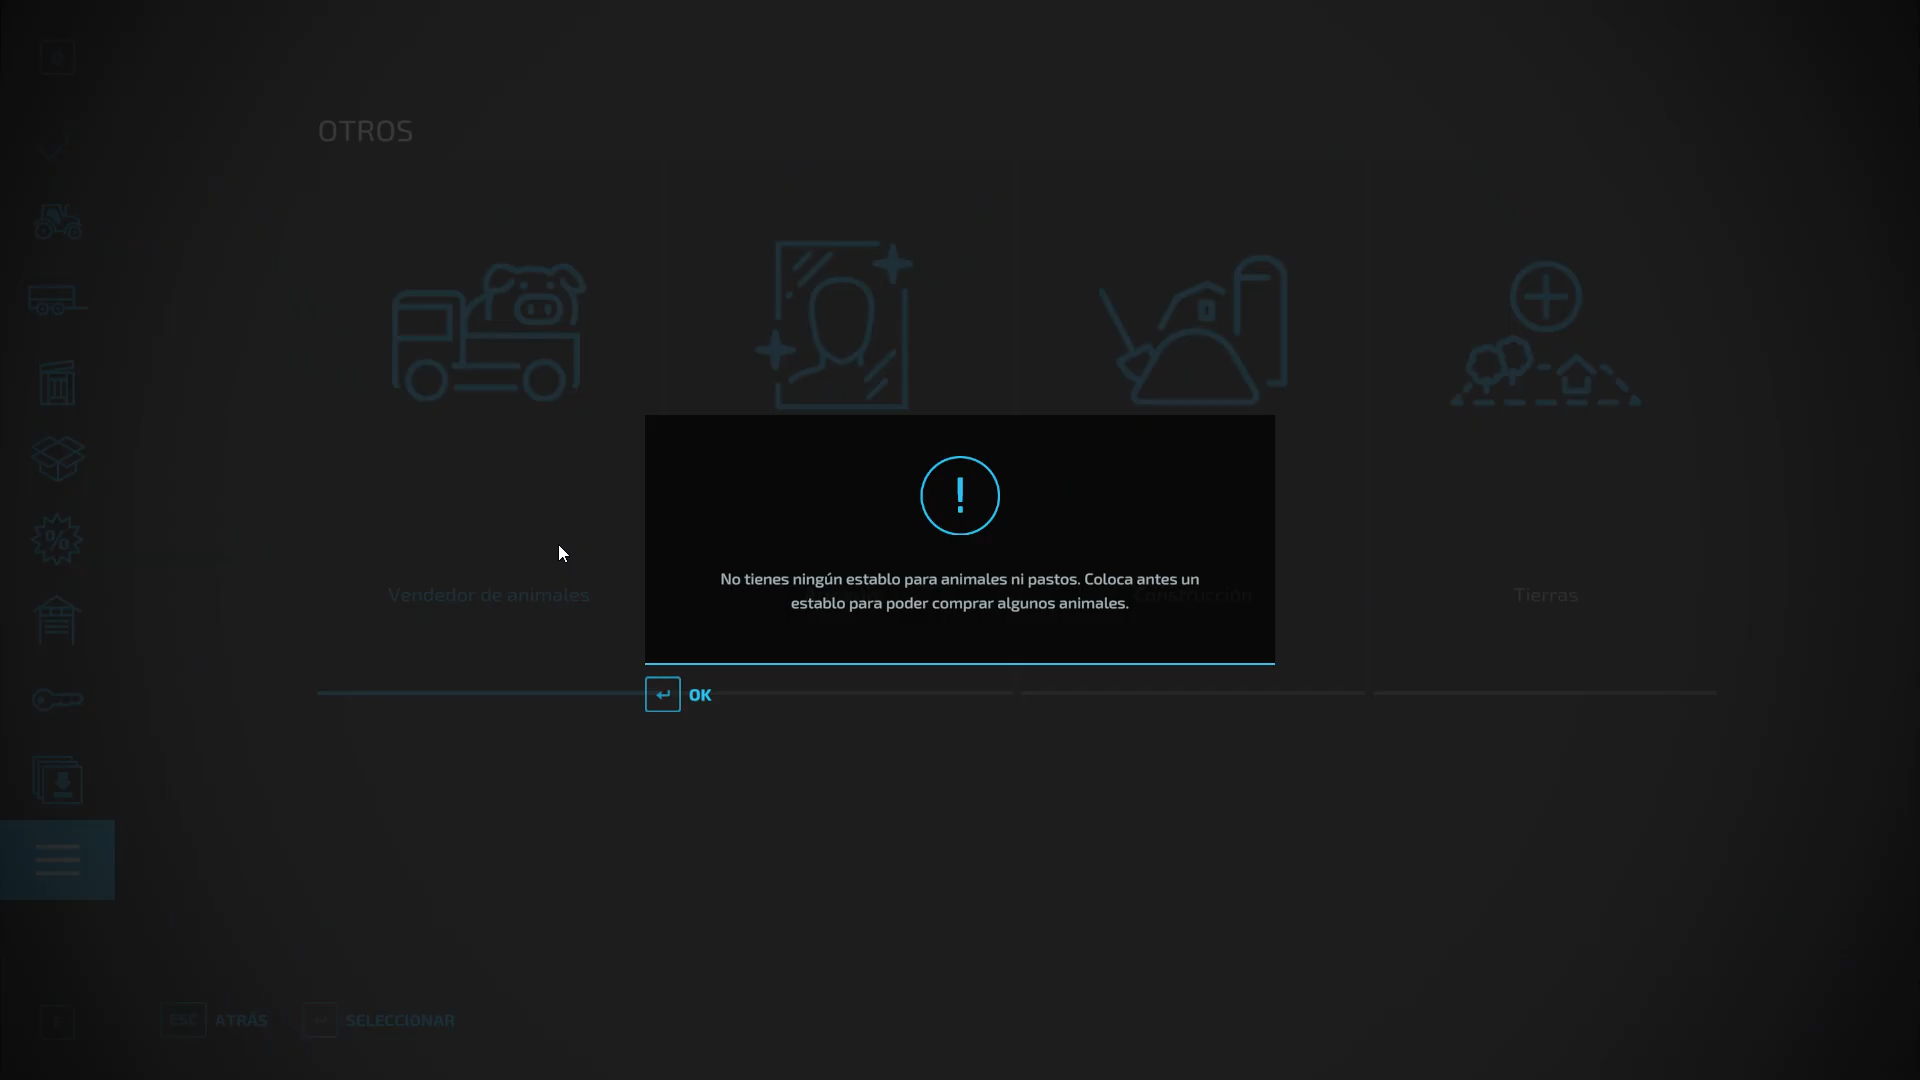 OTROS
No tienes ningún establo para animales ni pastos. Coloca antes un
establo para poder comprar algunos animales.
Vendedor de animales
Construcción
Tierras
OK
ESC ATRÁS
SELECCIONAR